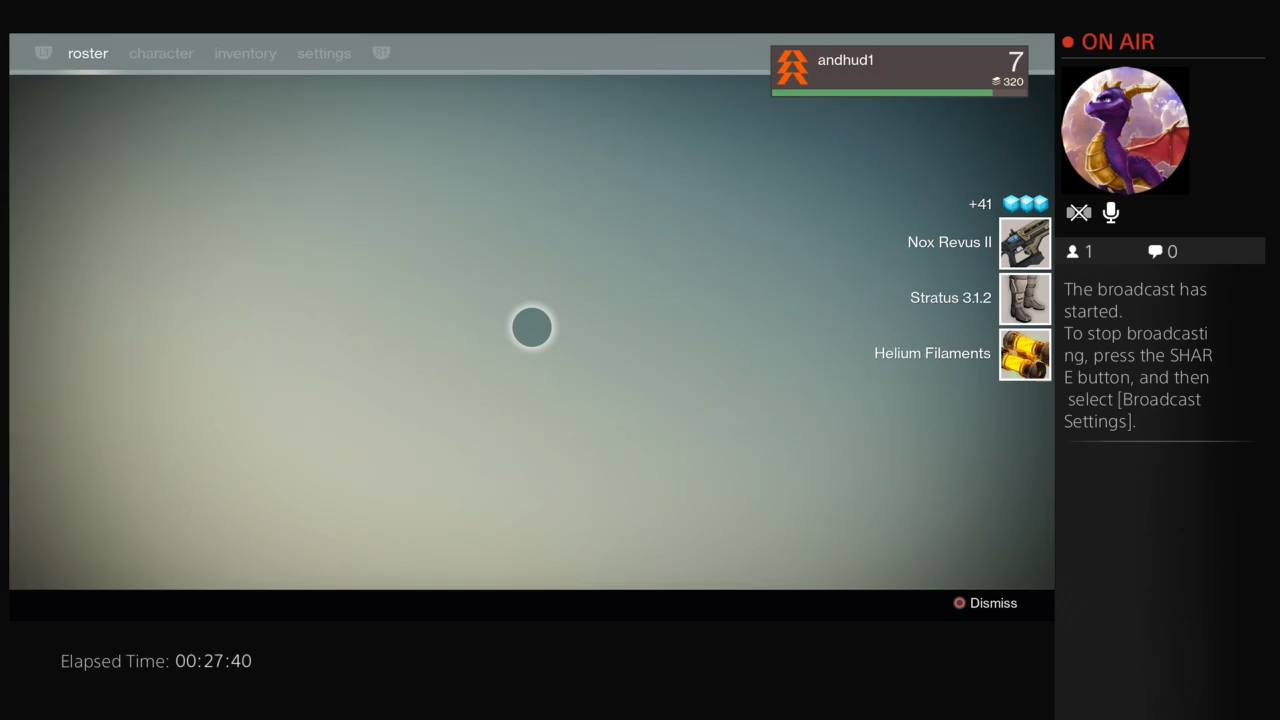 L1 roster character inventory settings R1
andhud1
7
320
+41
Nox Revus II
Stratus 3.1.2
Helium Filaments
Dismiss
Elapsed Time: 00:27:40
ON AIR
1 0
The broadcast has
started.
To stop broadcasti
ng, press the SHAR
E button, and then
select [Broadcast
Settings].